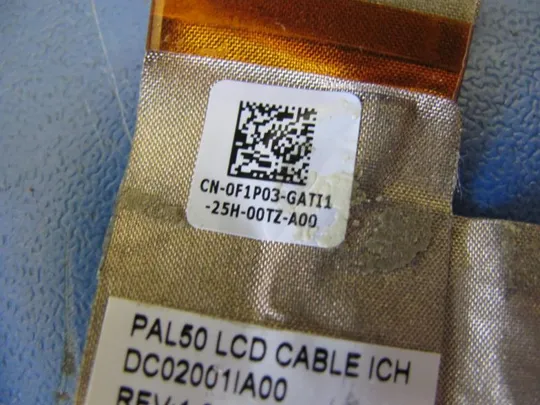 CN-0F1P03-GATI1
-25H-00TZ-A00
PAL50 LCD CABLE ICH
DC02001IA00